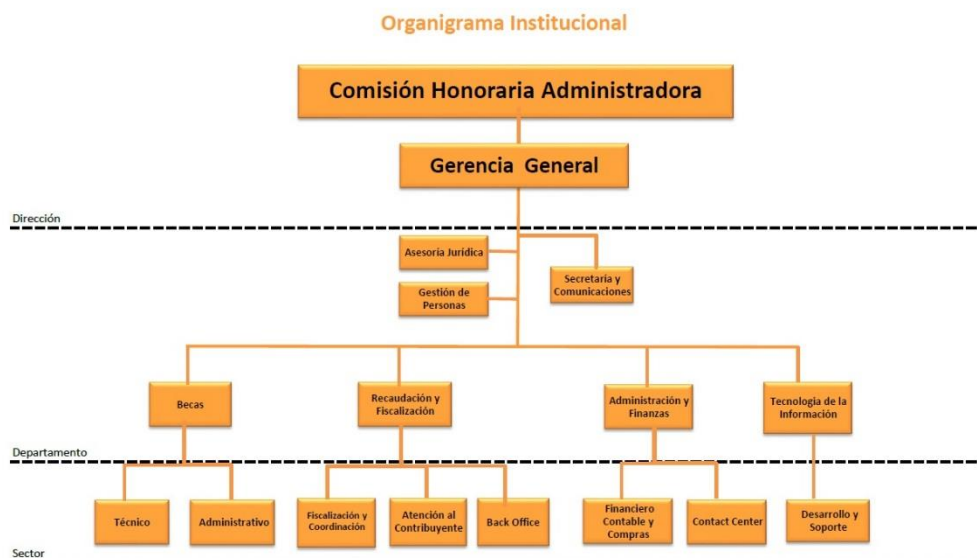 Organigrama Institucional
Comisión Honoraria Administradora
Gerencia General
Dirección
Asesoría Jurídica
Secretaria y
Comunicaciones
Gestión de
Personas
Becas
Recaudación y
Fiscalización
Administración y
Finanzas
Tecnologia de la
Información
Departamento
Técnico
Administrativo
Fiscalización y
Coordinación
Atención al
Contribuyente
Back Office
Financiero
Contable y
Compras
Contact Center
Desarrollo y
Soporte
Sector